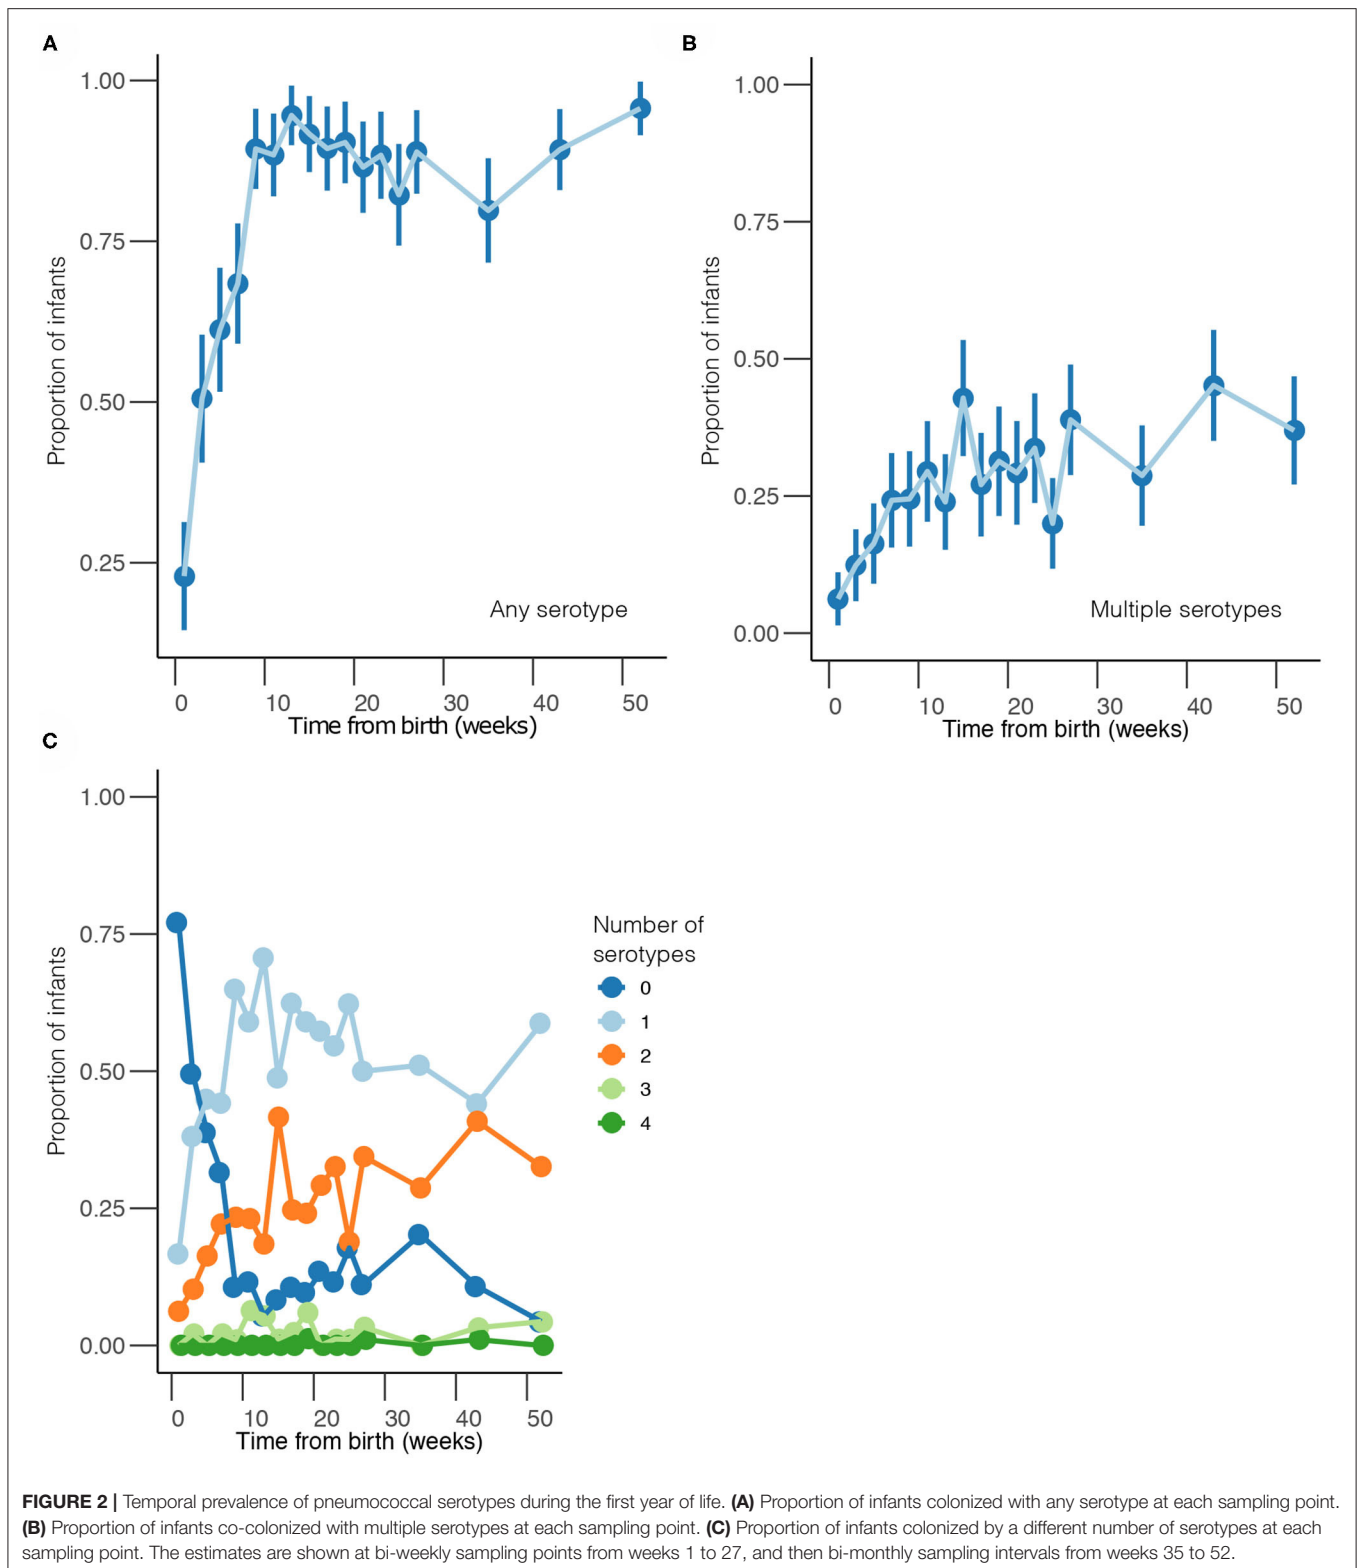 A
1.00
0.75
0.50
0.25
Proportion of infants
Any serotype
0 10 20 30 40 50
Time from birth (weeks)
B
1.00
0.75
0.50
0.25
0.00
Proportion of infants
Multiple serotypes
0 10 20 30 40 50
Time from birth (weeks)
C
1.00
0.75
0.50
0.25
0.00
Proportion of infants
0 10 20 30 40 50
Time from birth (weeks)
Number of
serotypes
0
1
2
3
4
FIGURE 2 | Temporal prevalence of pneumococcal serotypes during the first year of life. (A) Proportion of infants colonized with any serotype at each sampling point.
(B) Proportion of infants co-colonized with multiple serotypes at each sampling point. (C) Proportion of infants colonized by a different number of serotypes at each
sampling point. The estimates are shown at bi-weekly sampling points from weeks 1 to 27, and then bi-monthly sampling intervals from weeks 35 to 52.